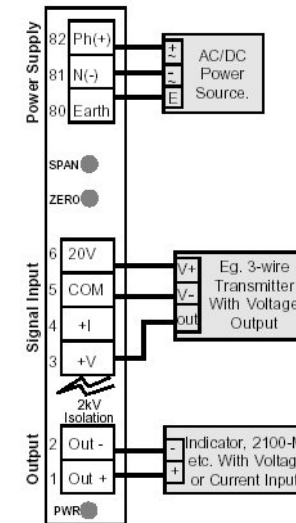 Power Supply
82 Ph(+)
81 N(-)
80 Earth
+
~
-
~
E
AC/DC
Power
Source.
SPAN
ZERO
Signal Input
6 20V
5 COM
4 +I
3 +V
V+
V-
out
Eg. 3-wire
Transmitter
With Voltage
Output
2kV
Isolation
Output
2 Out -
1 Out +
-
+
Indicator, 2100-M
etc. With Voltag
or Current Input
PWR